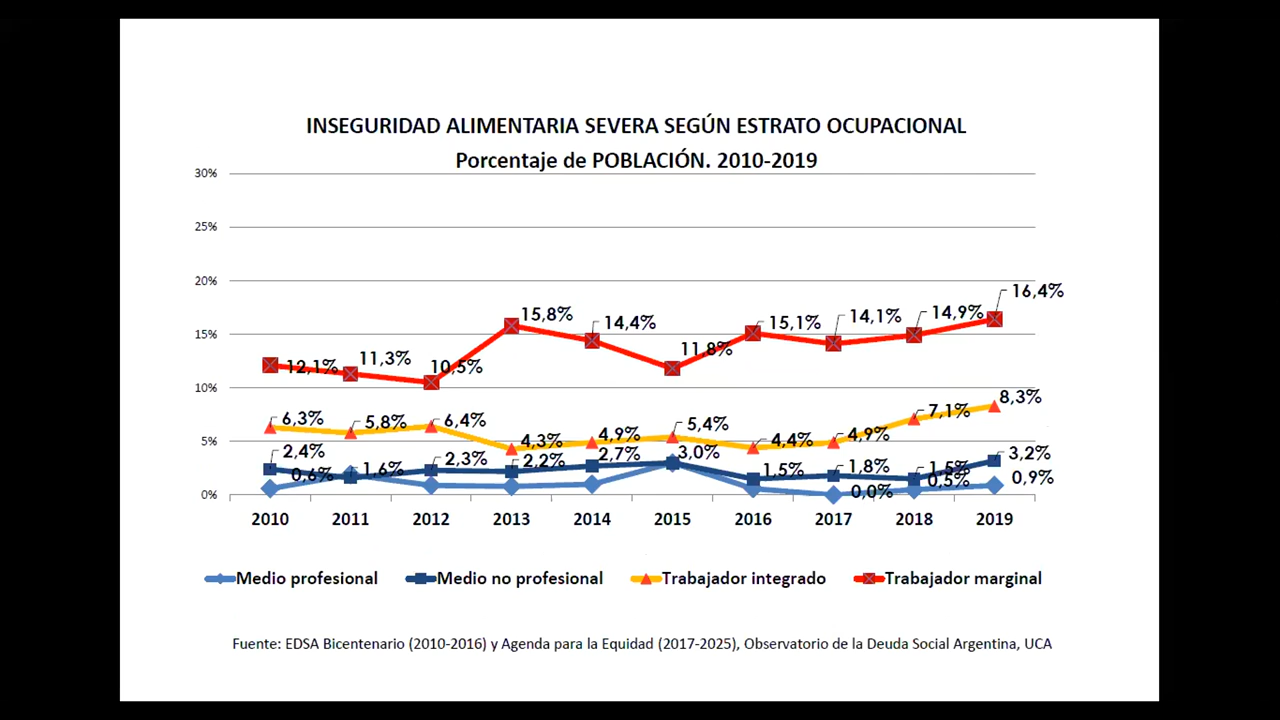 INSEGURIDAD ALIMENTARIA SEVERA SEGÚN ESTRATO OCUPACIONAL
Porcentaje de POBLACIÓN. 2010-2019
30%
25%
20%
15%
10%
5%
0%
12,1% 11,3% 10,5% 15,8% 14,4% 11,8% 15,1% 14,1% 14,9% 16,4%
6,3% 5,8% 6,4% 4,3% 4,9% 5,4% 4,4% 4,9% 7,1% 8,3%
2,4% 1,6% 2,3% 2,2% 2,7% 3,0% 1,5% 1,8% 1,5% 3,2%
0,6% 0,0% 0,5% 0,9%
2010 2011 2012 2013 2014 2015 2016 2017 2018 2019
Medio profesional Medio no profesional Trabajador integrado Trabajador marginal
Fuente: EDSA Bicentenario (2010-2016) y Agenda para la Equidad (2017-2025), Observatorio de la Deuda Social Argentina, UCA